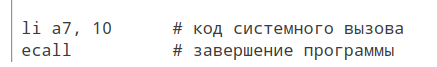 li a7, 10      # код системного вызова
ecall          # завершение программы